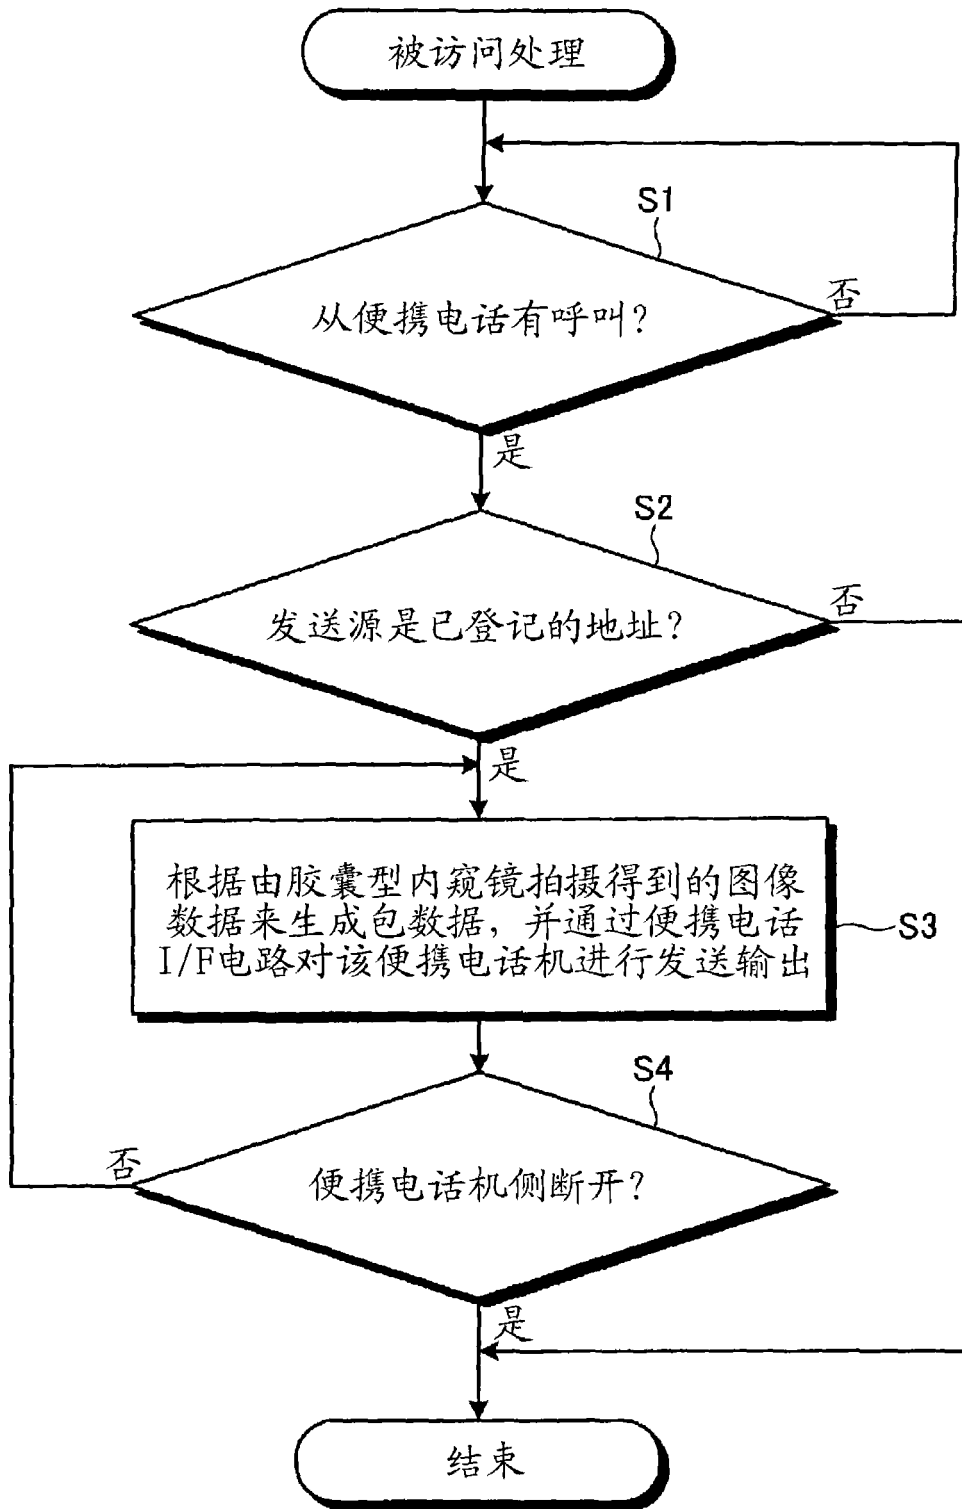 被访问处理
S1
从便携电话有呼叫?
否
是
S2
发送源是已登记的地址?
否
是
根据由胶囊型内窥镜拍摄得到的图像
数据来生成包数据，并通过便携电话
I/F电路对该便携电话机进行发送输出
S3
S4
便携电话机侧断开?
否
是
结束